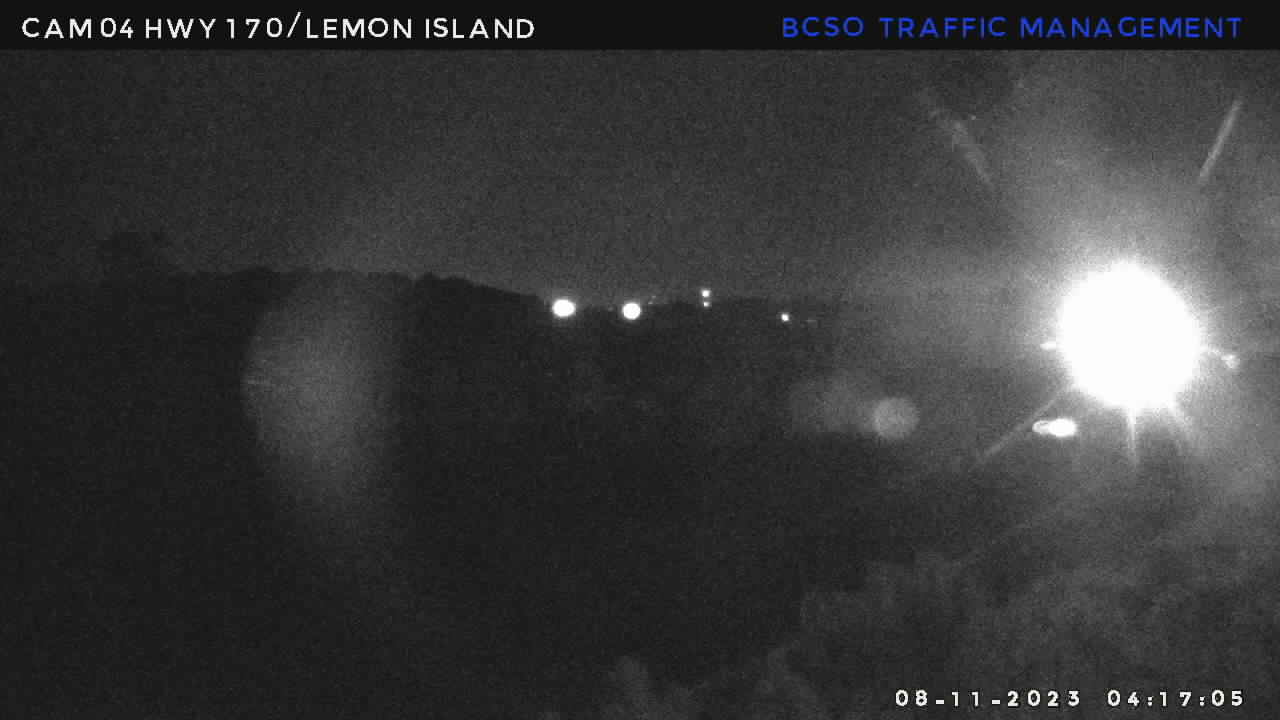 CAM 04 HWY 170/LEMON ISLAND
BCSO TRAFFIC MANAGEMENT
08-11-2023 04:17:05